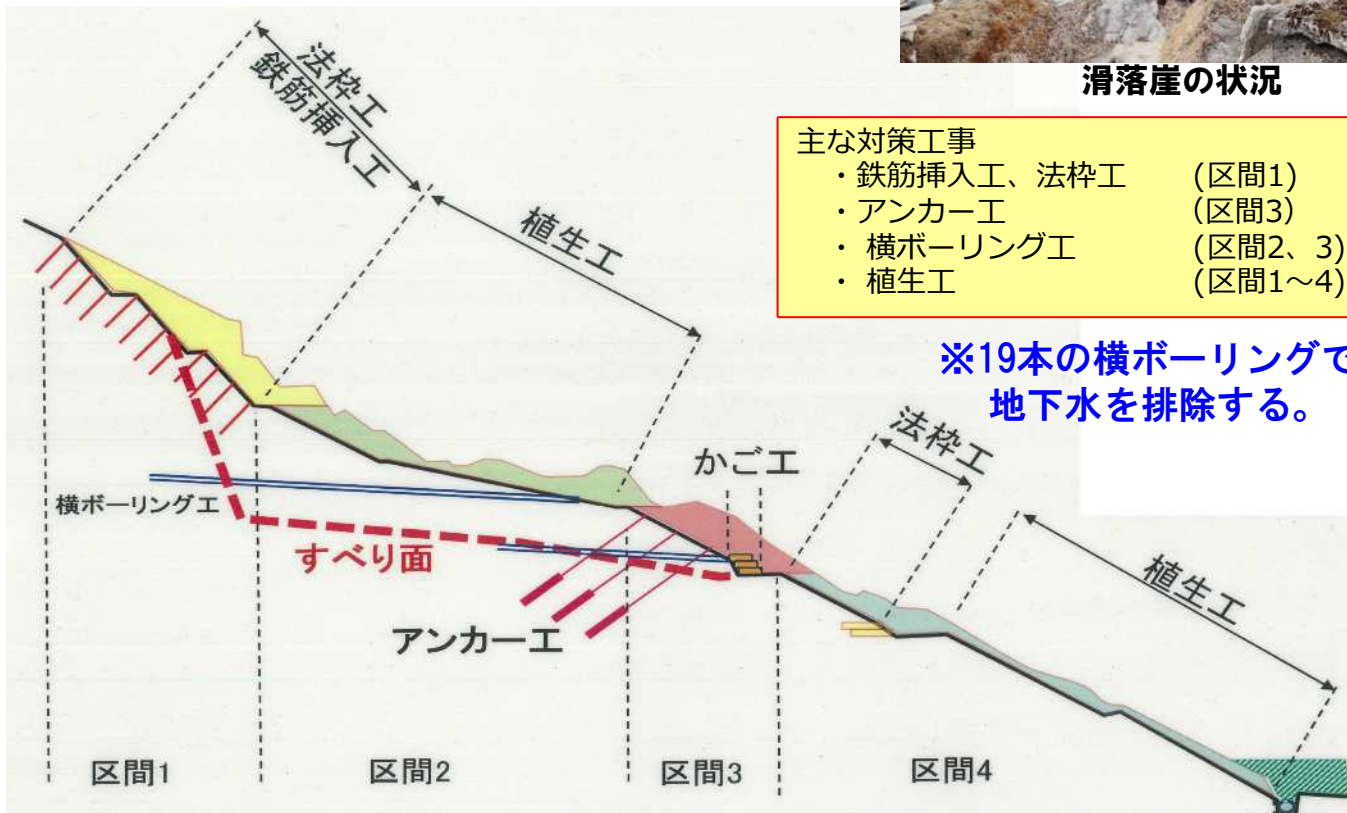 滑落崖の状況
主な対策工事
・鉄筋挿入工、法枠工 (区間1)
・アンカー工 (区間3)
・ 横ボーリング工 (区間2、3)
・ 植生工 (区間1~4)
※19本の横ボーリングで
地下水を排除する。
法枠工
鉄筋挿入工
植生工
法枠工
かご工
植生工
横ボーリング工
すべり面
アンカー工
区間1
区間2
区間3
区間4